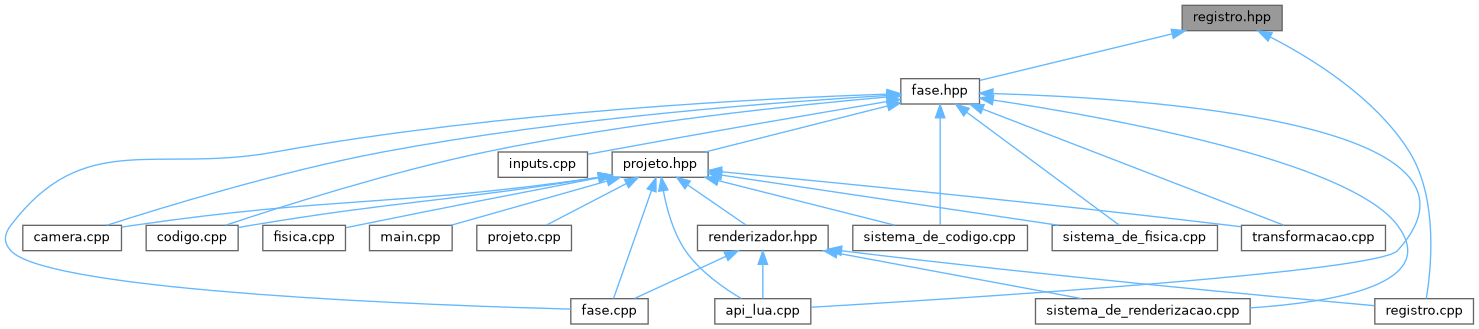 registro.hpp
fase.hpp
inputs.cpp
projeto.hpp
camera.cpp
codigo.cpp
fisica.cpp
main.cpp
projeto.cpp
renderizador.hpp
sistema_de_codigo.cpp
sistema_de_fisica.cpp
transformacao.cpp
fase.cpp
api_lua.cpp
sistema_de_renderizacao.cpp
registro.cpp